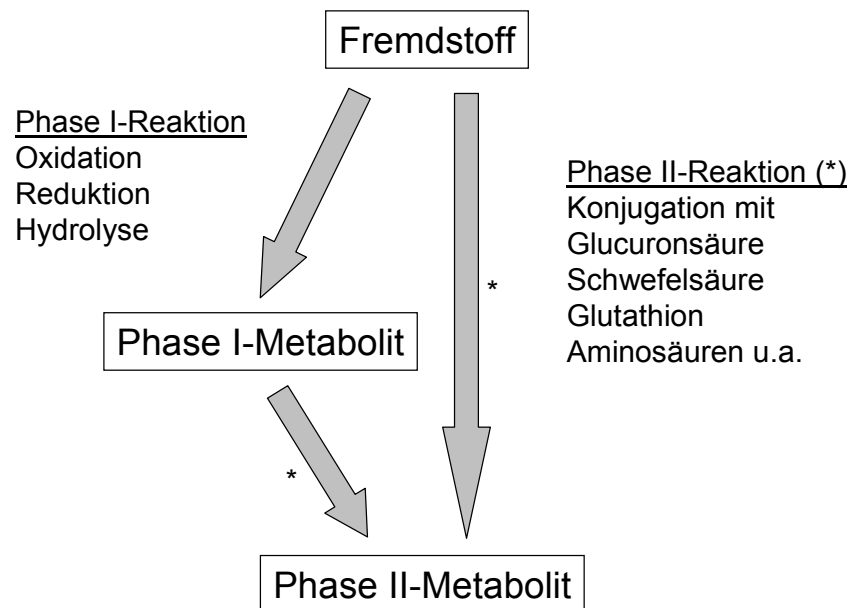 Fremdstoff
Phase I-Reaktion
Oxidation
Reduktion
Hydrolyse
Phase II-Reaktion (*)
Konjugation mit
Glucuronsäure
Schwefelsäure
Glutathion
Aminosäuren u.a.
*
Phase I-Metabolit
*
Phase II-Metabolit